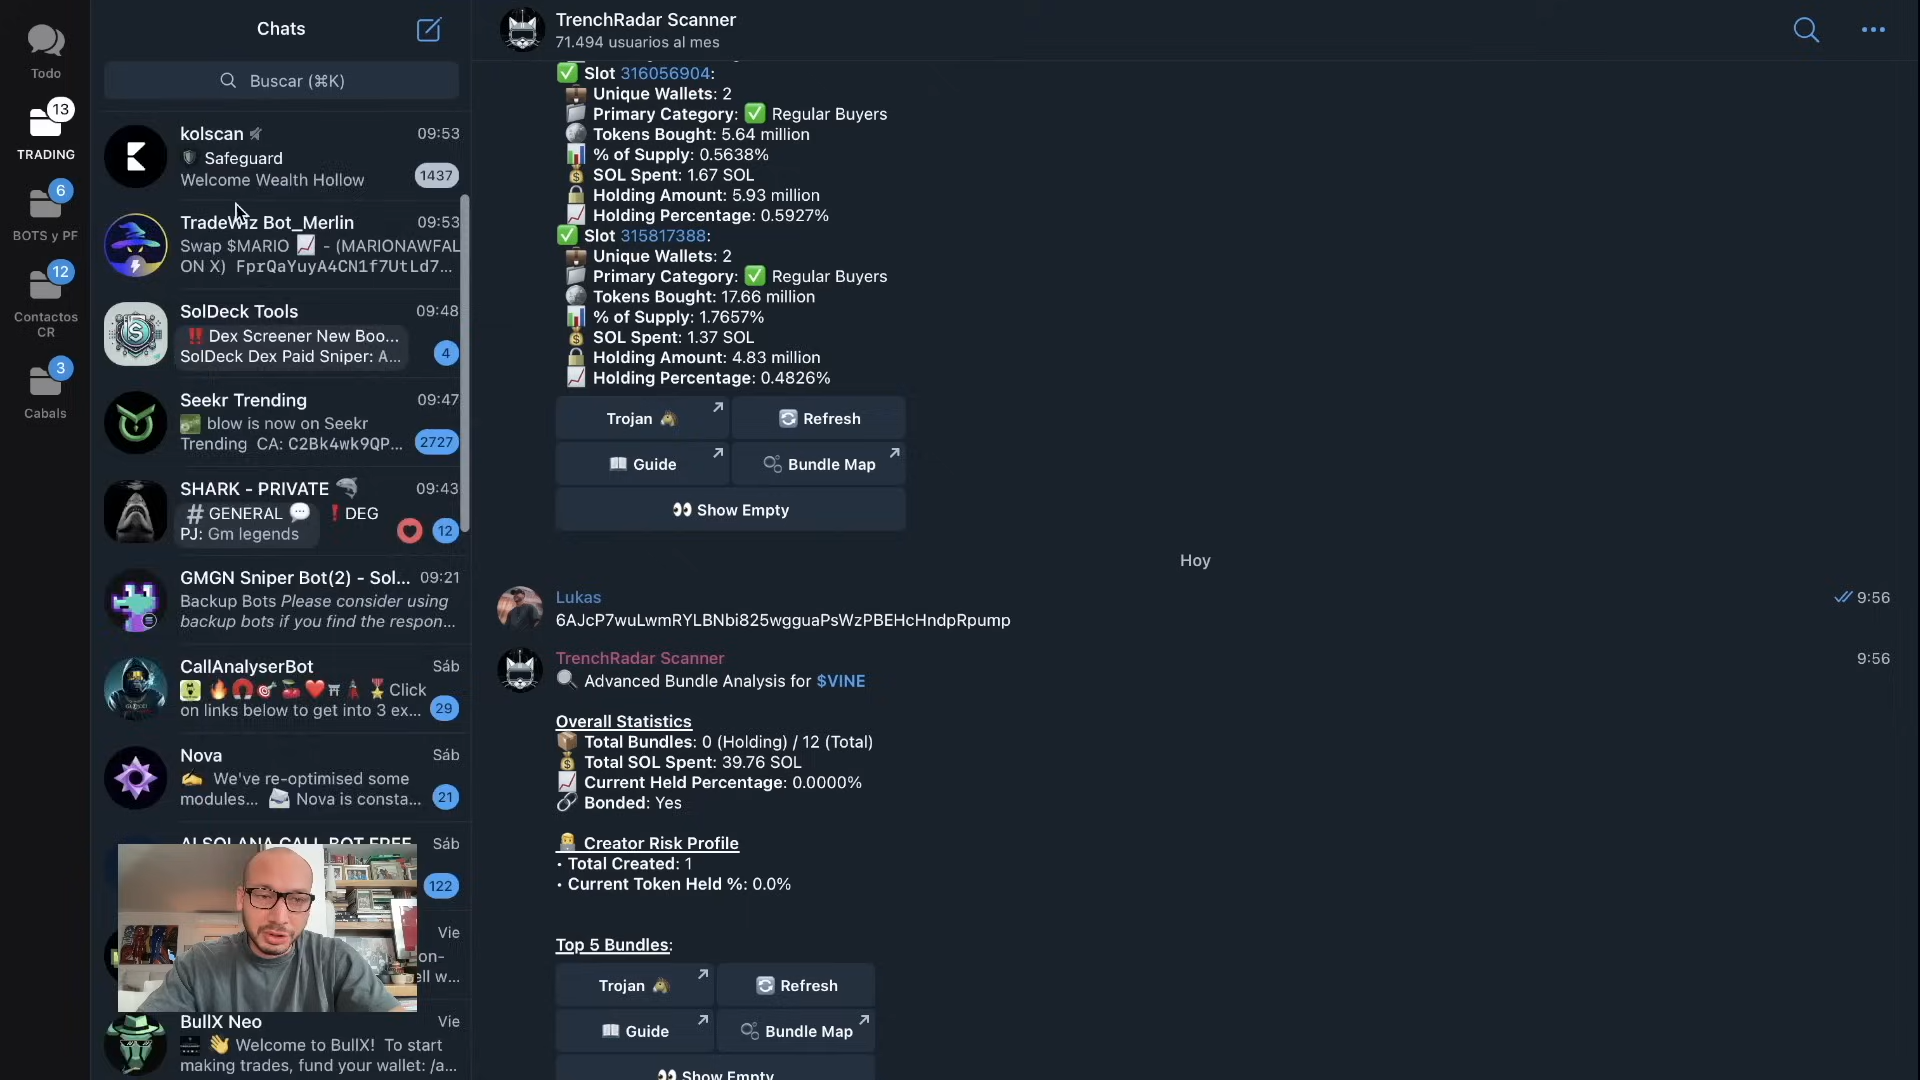 Todo
13
TRADING
6
BOTS y PF
12
Contactos
CR
3
Cabals
Chats
Buscar (⌘K)
kolscan
09:53
Safeguard
Welcome Wealth Hollow
1437
TradeWiz Bot_Merlin
09:53
Swap $MARIO 📈 - (MARIONAWFAL
ON X) FprQaYuyA4CN1f7UtLd7...
SolDeck Tools
09:48
‼️ Dex Screener New Boo...
SolDeck Dex Paid Sniper: A...
4
Seekr Trending
09:47
blow is now on Seekr
Trending CA: C2Bk4wk9QP...
2727
SHARK - PRIVATE 🦈
09:43
# GENERAL 💬 ❗DEG
PJ: Gm legends
12
GMGN Sniper Bot(2) - Sol...
09:21
Backup Bots Please consider using
backup bots if you find the respon...
CallAnalyserBot
Sáb
Click
on links below to get into 3 ex...
29
Nova
Sáb
✍️ We've re-optimised some
modules... Nova is consta...
21
AI SOLANA CALL BOT FREE
Sáb
122
Vie
on-
ell w...
BullX Neo
Vie
👋 Welcome to BullX! To start
making trades, fund your wallet: /a...
TrenchRadar Scanner
71.494 usuarios al mes
✅ Slot 316056904:
💼 Unique Wallets: 2
Primary Category: ✅ Regular Buyers
Tokens Bought: 5.64 million
📊 % of Supply: 0.5638%
💰 SOL Spent: 1.67 SOL
🔒 Holding Amount: 5.93 million
📈 Holding Percentage: 0.5927%
✅ Slot 315817388:
💼 Unique Wallets: 2
Primary Category: ✅ Regular Buyers
Tokens Bought: 17.66 million
📊 % of Supply: 1.7657%
💰 SOL Spent: 1.37 SOL
🔒 Holding Amount: 4.83 million
📈 Holding Percentage: 0.4826%
Trojan 🐴
🔄 Refresh
📖 Guide
Bundle Map
👀 Show Empty
Hoy
Lukas
9:56
6AJcP7wuLwmRYLBNbi825wgguaPsWzPBEHcHndpRpump
TrenchRadar Scanner
9:56
🔍 Advanced Bundle Analysis for $VINE
Overall Statistics
📦 Total Bundles: 0 (Holding) / 12 (Total)
💰 Total SOL Spent: 39.76 SOL
📈 Current Held Percentage: 0.0000%
🔗 Bonded: Yes
👨‍💼 Creator Risk Profile
• Total Created: 1
• Current Token Held %: 0.0%
Top 5 Bundles:
Trojan 🐴
🔄 Refresh
📖 Guide
Bundle Map
👀 Show Empty